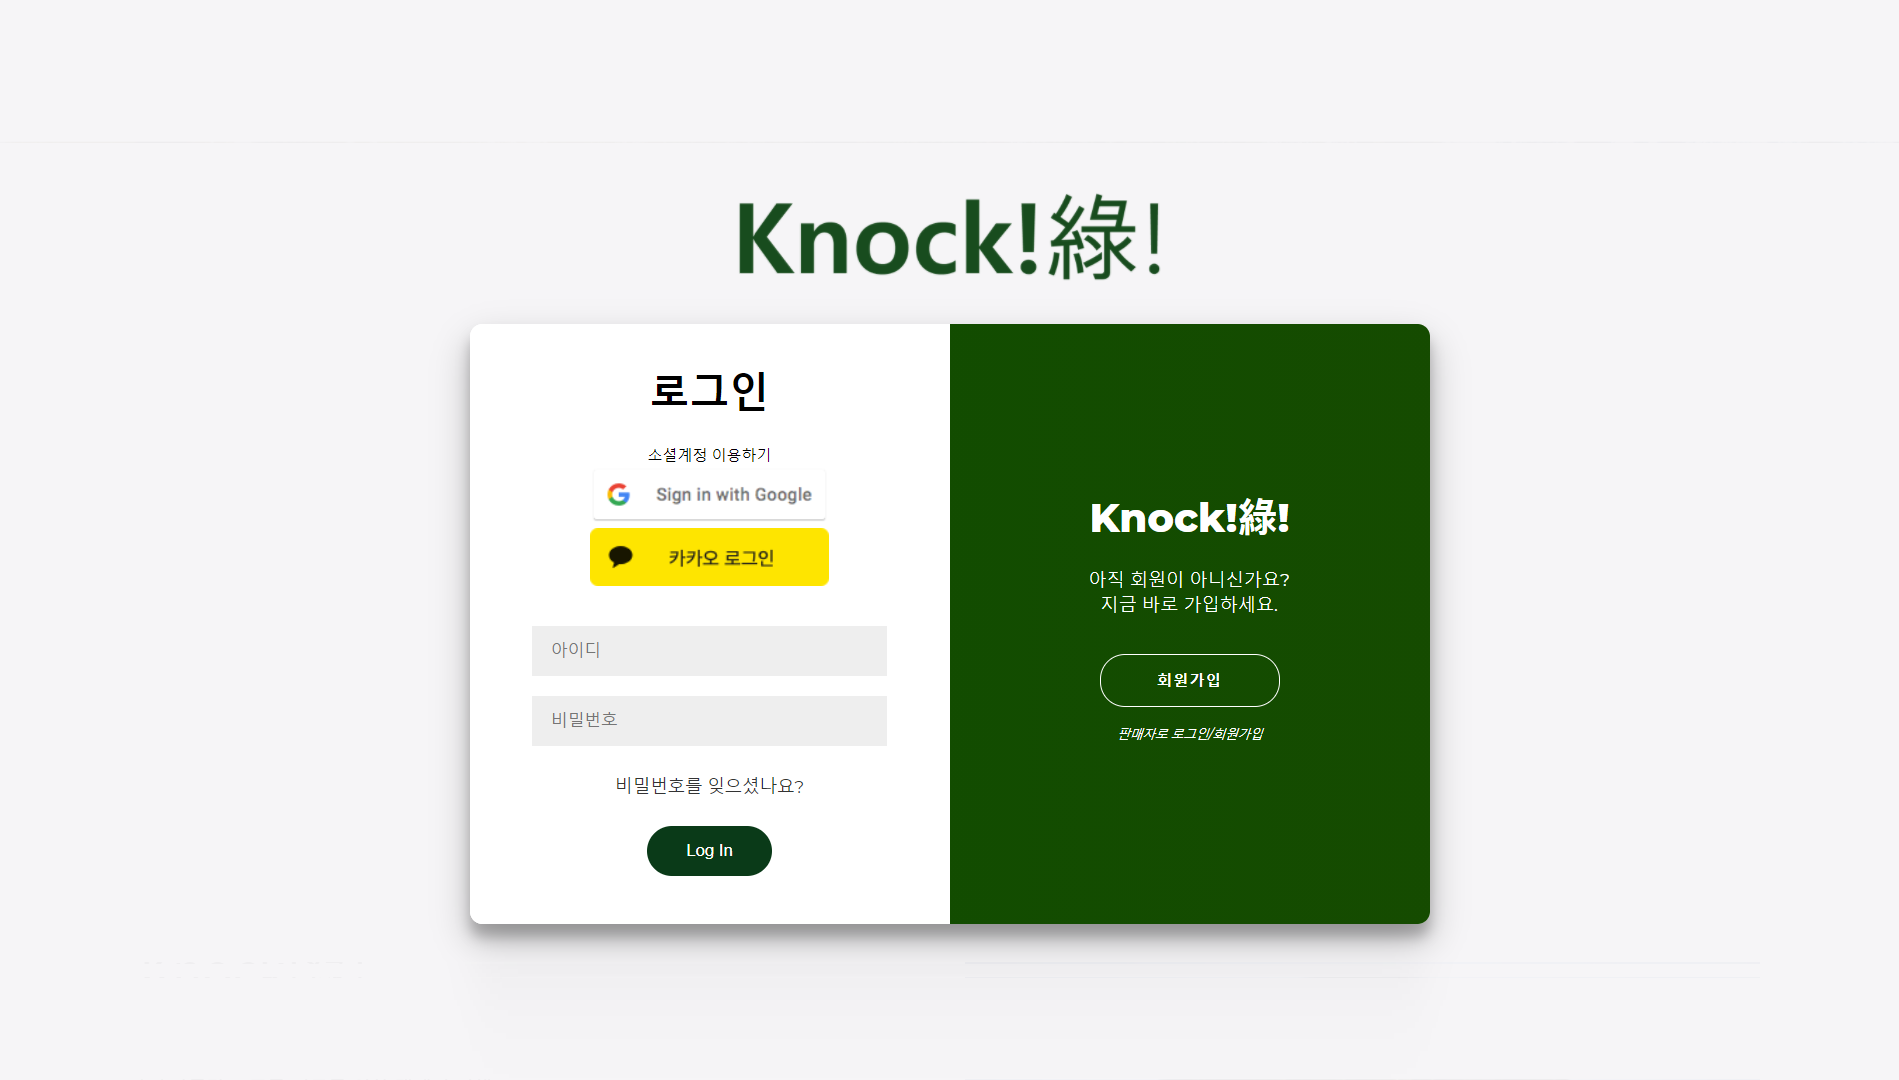 Knock!綠!
로그인
소셜계정 이용하기
Sign in with Google
카카오 로그인
아이디
비밀번호
비밀번호를 잊으셨나요?
Log In
Knock!綠!
아직 회원이 아니신가요?
지금 바로 가입하세요.
회원가입
판매자로 로그인/회원가입